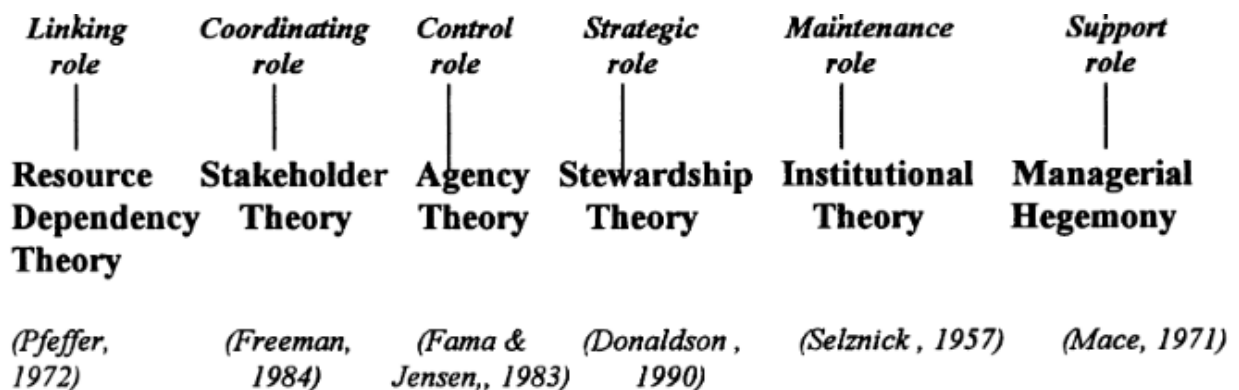 Linking Coordinating Control Strategic Maintenance Support
role role role role role role
Resource Stakeholder Agency Stewardship Institutional Managerial
Dependency Theory Theory Theory Theory Hegemony
Theory
(Pfeffer, (Freeman, (Fama & (Donaldson , (Selznick , 1957) (Mace, 1971)
1972) 1984) Jensen,, 1983) 1990)